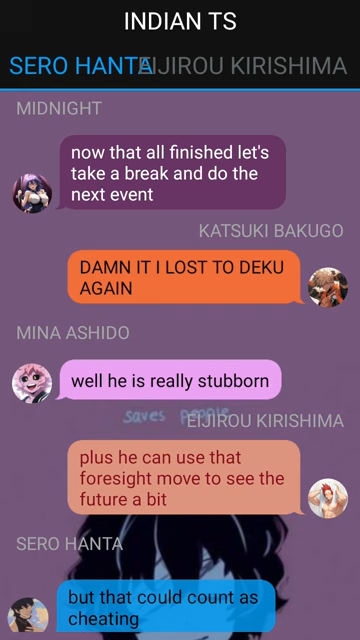 INDIAN TS
SERO HANTA EIJIROU KIRISHIMA
MIDNIGHT
now that all finished let's
take a break and do the
next event
KATSUKI BAKUGO
DAMN IT I LOST TO DEKU
AGAIN
MINA ASHIDO
well he is really stubborn
saves people
EIJIROU KIRISHIMA
plus he can use that
foresight move to see the
future a bit
SERO HANTA
but that could count as
cheating